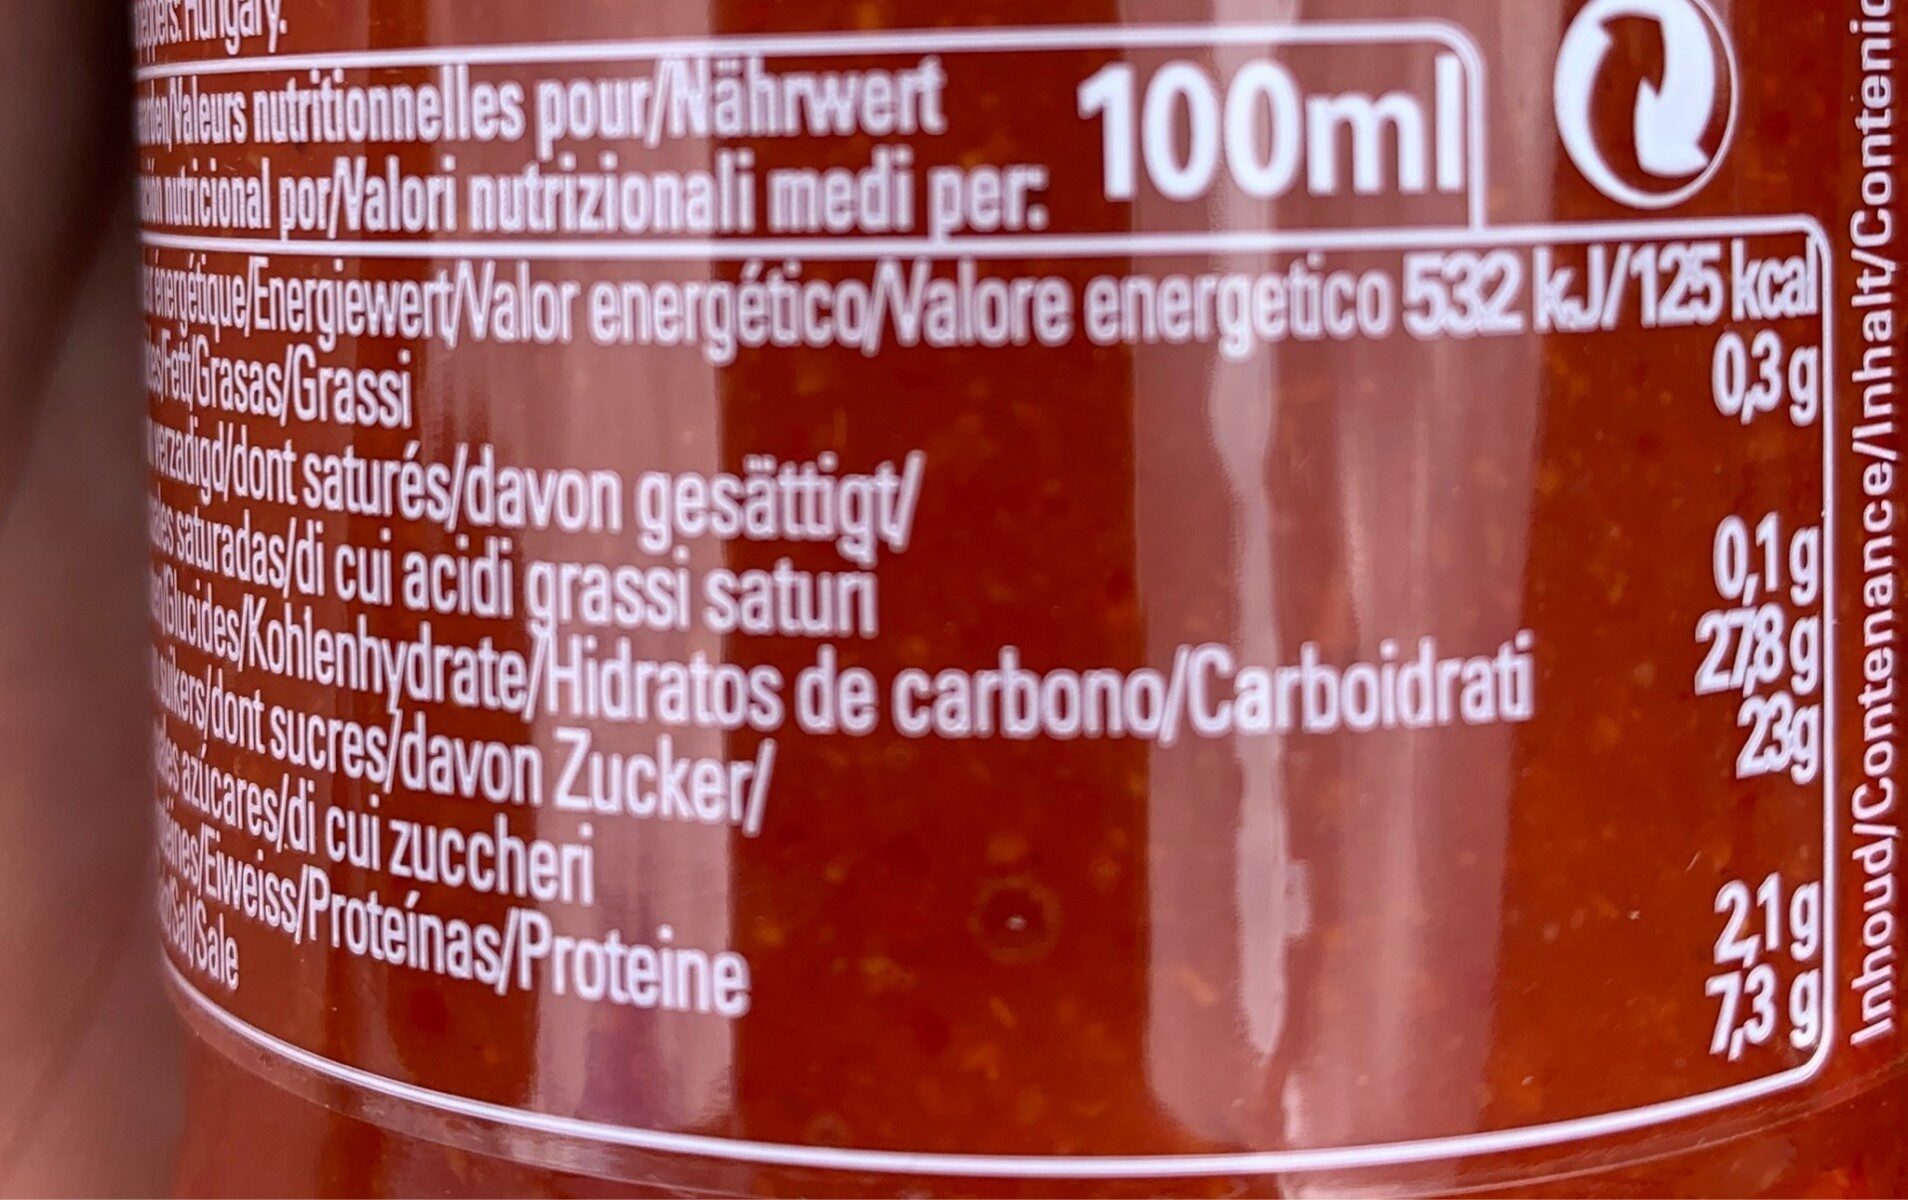 Hungary.
Valeurs nutritionnelles pour/Nährwert
nutricional por/Valori nutrizionali medi per:
100ml
énergétique/Energiewert/Valor energético/Valore energetico 532 kJ/125 kcal
Fett/Grasas/Grassi 0,3 g
verzadigd/dont saturés/davon gesättigt/
saturadas/di cui acidi grassi saturi 0,1 g
Glucides/Kohlenhydrate/Hidratos de carbono/Carboidrati 27,8 g
dont sucres/davon Zucker/ 23g
azúcares/di cui zuccheri
Eiweiss/Proteínas/Proteine 2,1 g
Sal/Sale 7,3 g
Inhoud/Contenance/Inhalt/Contenic